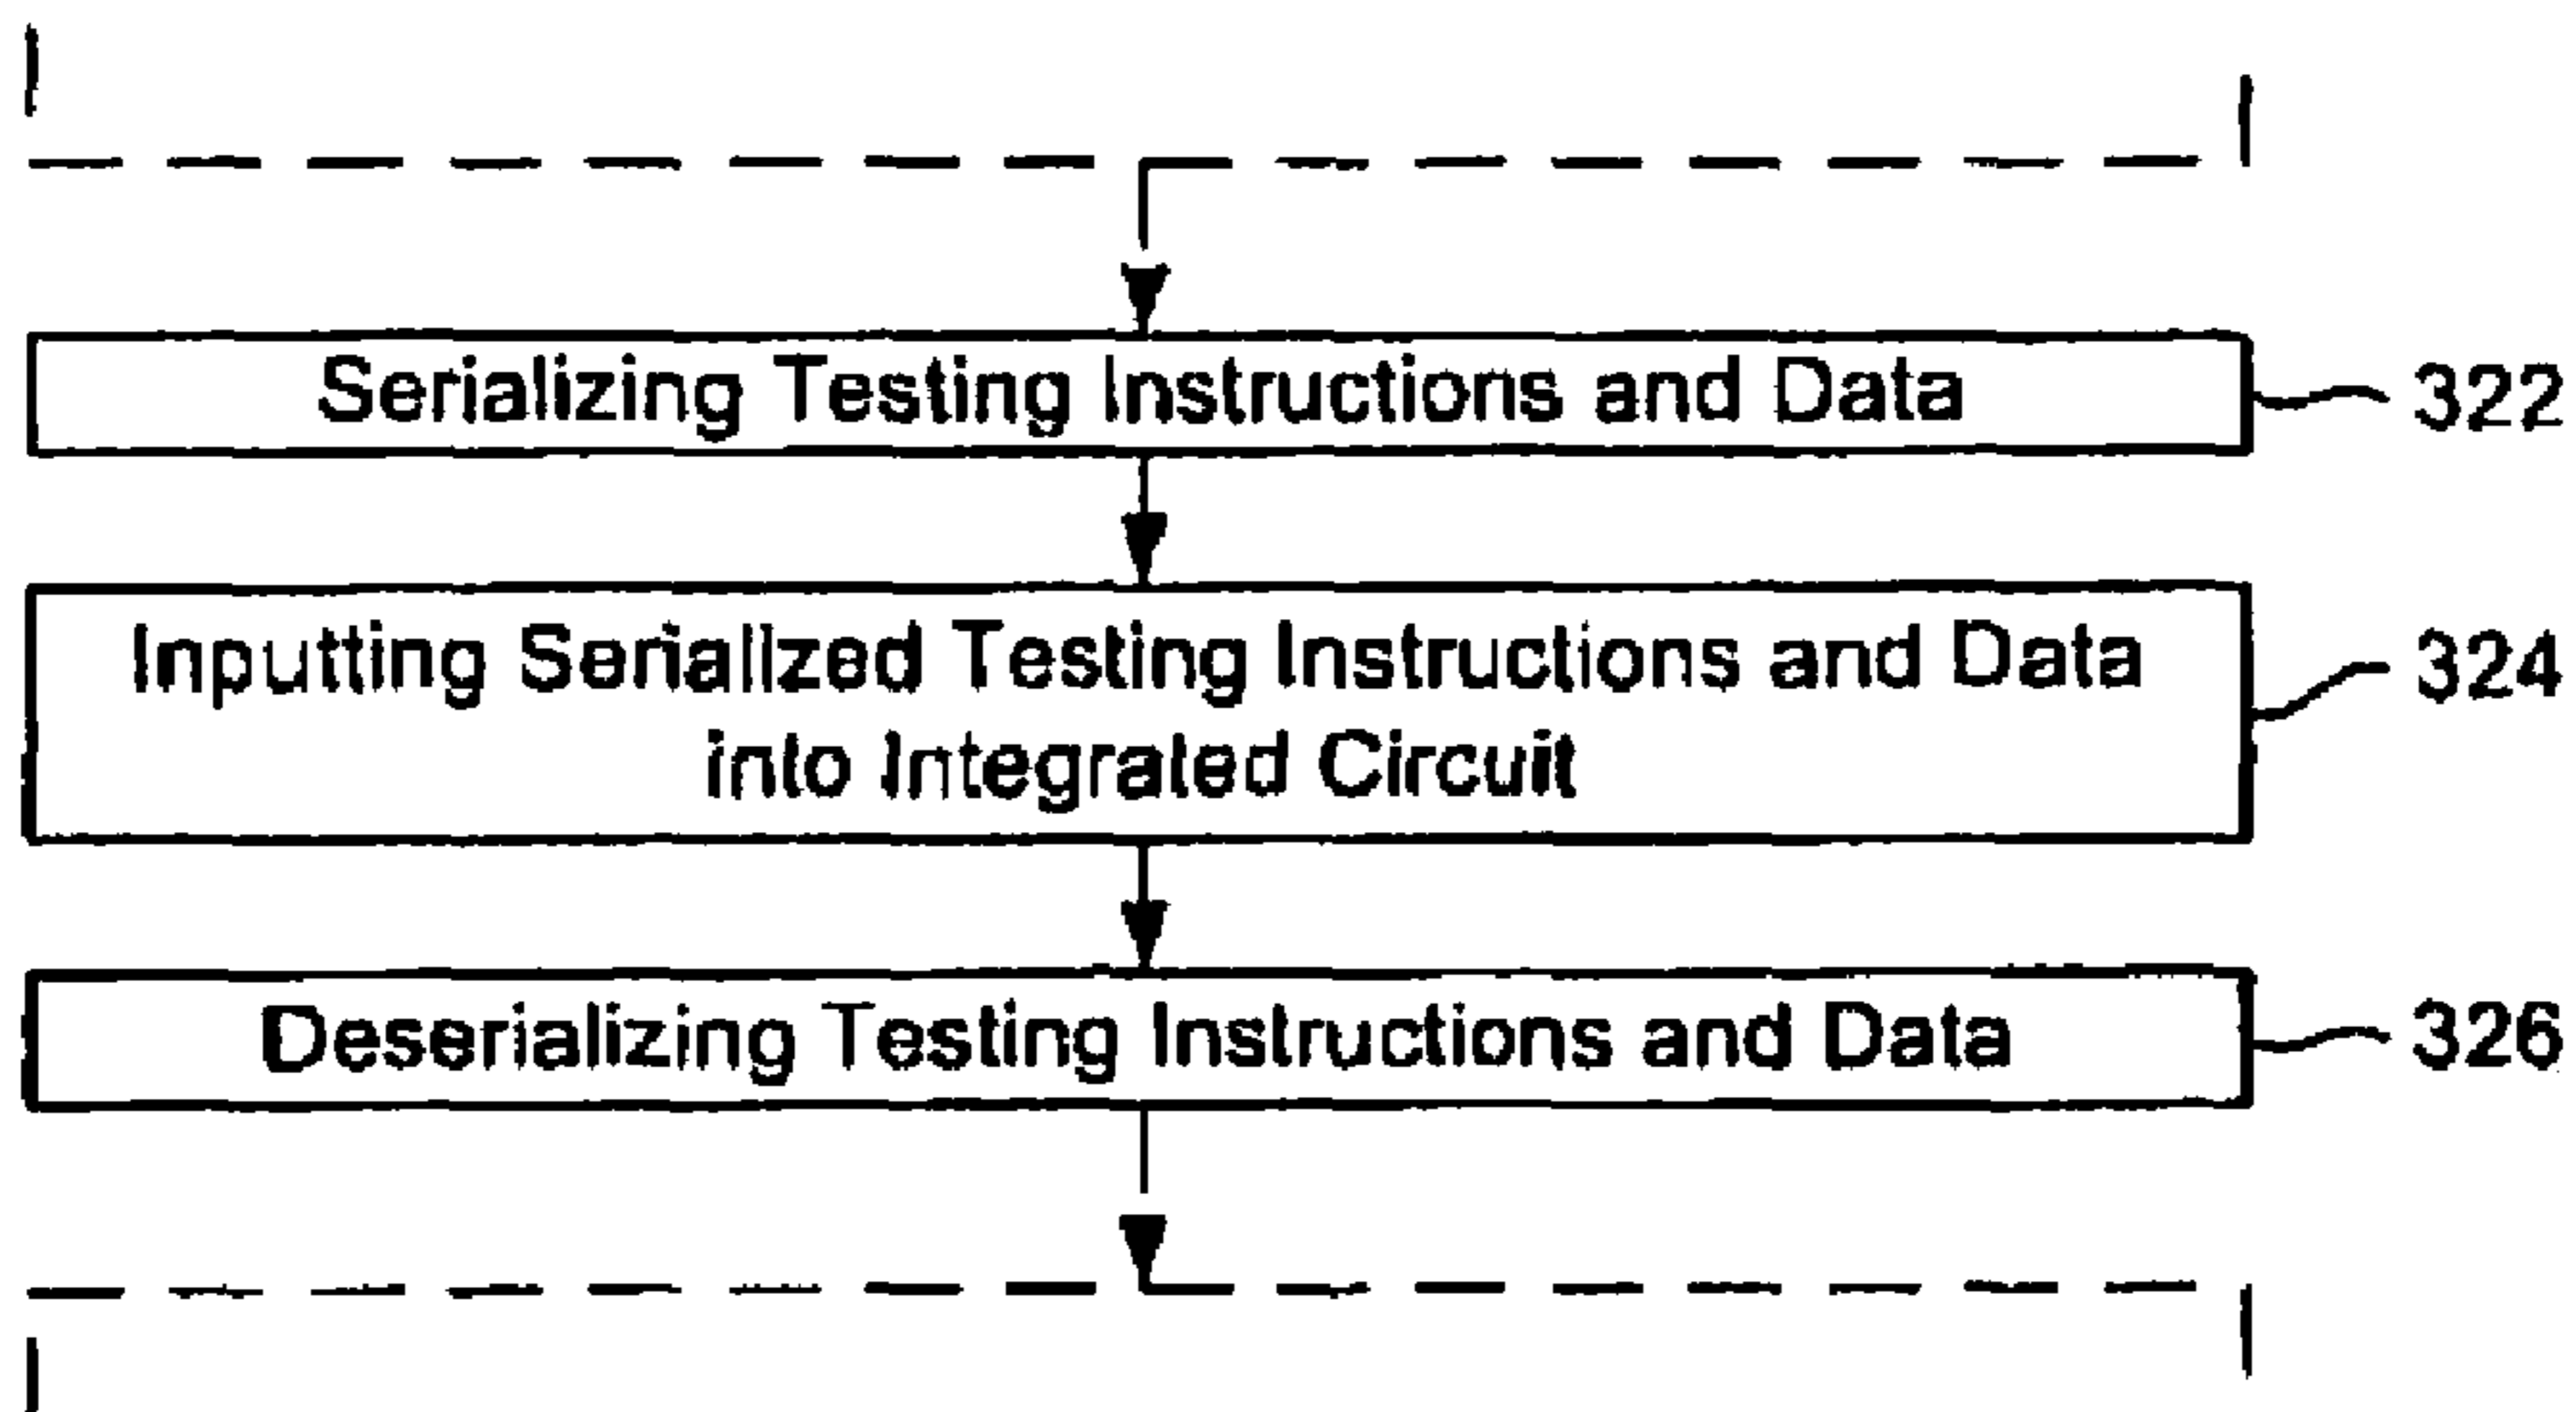 Serializing Testing Instructions and Data
322
Inputting Serialized Testing Instructions and Data
into Integrated Circuit
324
Deserializing Testing Instructions and Data
326